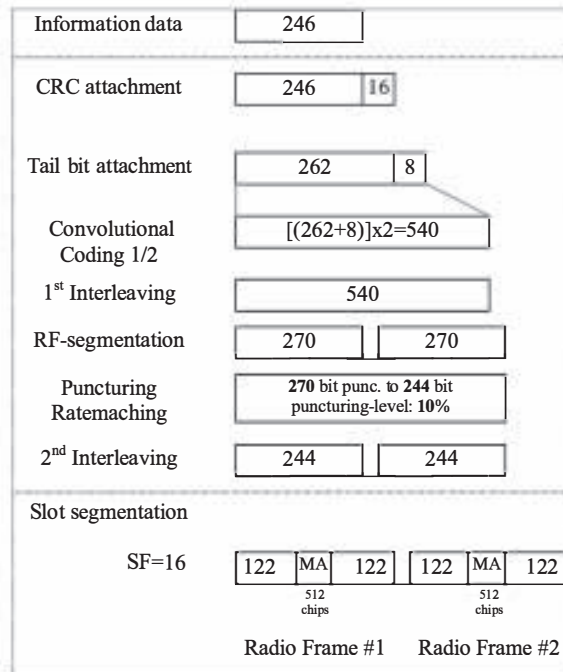 Information data 246
CRC attachment 246 16
Tail bit attachment 262 8
Convolutional [(262+8)]x2=540
Coding 1/2
1st Interleaving 540
RF-segmentation 270 270
Puncturing 270 bit punc. to 244 bit
Ratemaching puncturing-level: 10%
2nd Interleaving 244 244
Slot segmentation
SF=16 122 MA 122 122 MA 122
512 512
chips chips
Radio Frame #1 Radio Frame #2